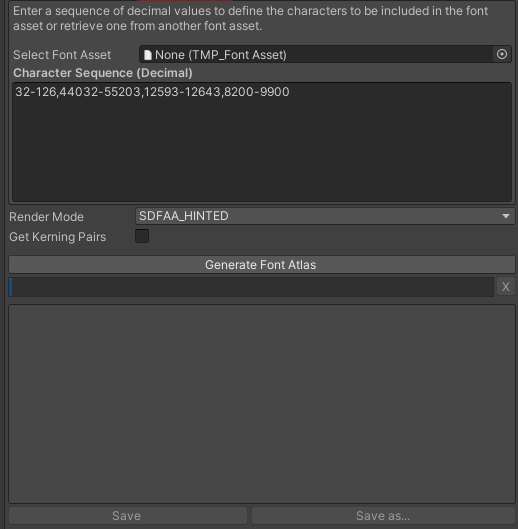 Enter a sequence of decimal values to define the characters to be included in the font
asset or retrieve one from another font asset.
Select Font Asset None (TMP_Font Asset)
Character Sequence (Decimal)
32-126,44032-55203,12593-12643,8200-9900
Render Mode SDFAA_HINTED
Get Kerning Pairs
Generate Font Atlas
X
Save Save as...